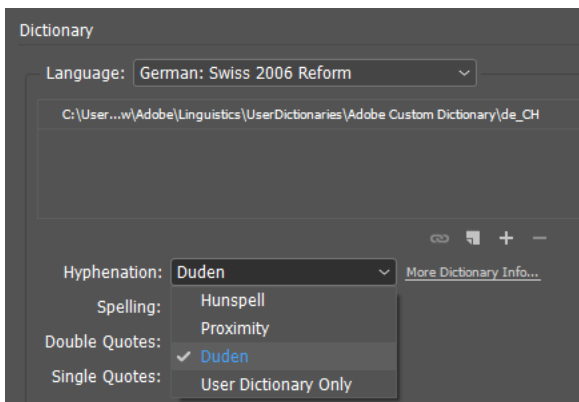 Dictionary
Language: German: Swiss 2006 Reform
C:\User...w\Adobe\Linguistics\UserDictionaries\Adobe Custom Dictionary\de_CH
Hyphenation: Duden More Dictionary Info...
Hunspell
Spelling:
Proximity
Double Quotes:
Duden
Single Quotes:
User Dictionary Only